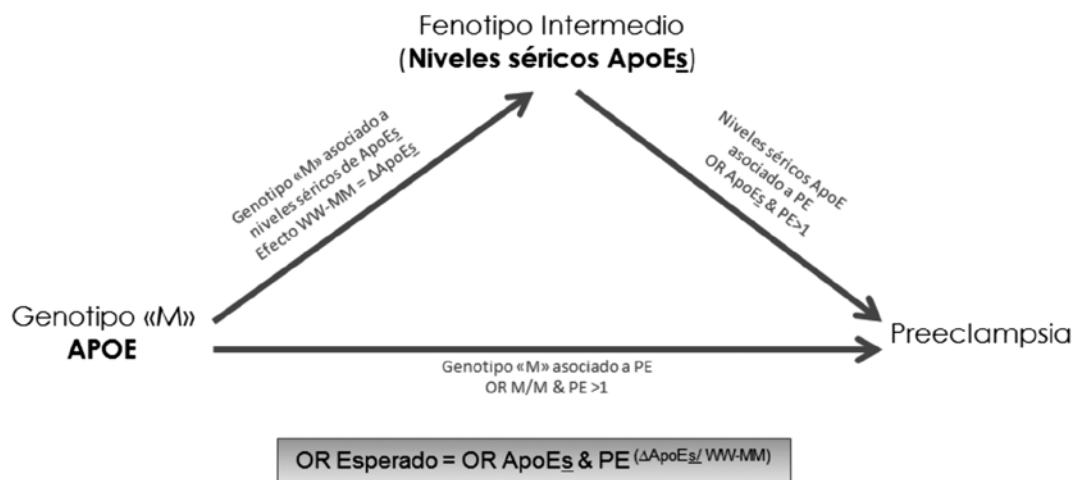 Fenotipo Intermedio
(Niveles séricos ApoEs)
Genotipo «M» asociado a
niveles séricos de ApoEs
Efecto WW-MM = ΔApoEs
Niveles séricos ApoE
asociado a PE
OR ApoEs & PE>1
Genotipo «M»
APOE
Preeclampsia
Genotipo «M» asociado a PE
OR M/M & PE >1
OR Esperado = OR ApoEs & PE (ΔApoEs/ WW-MM)